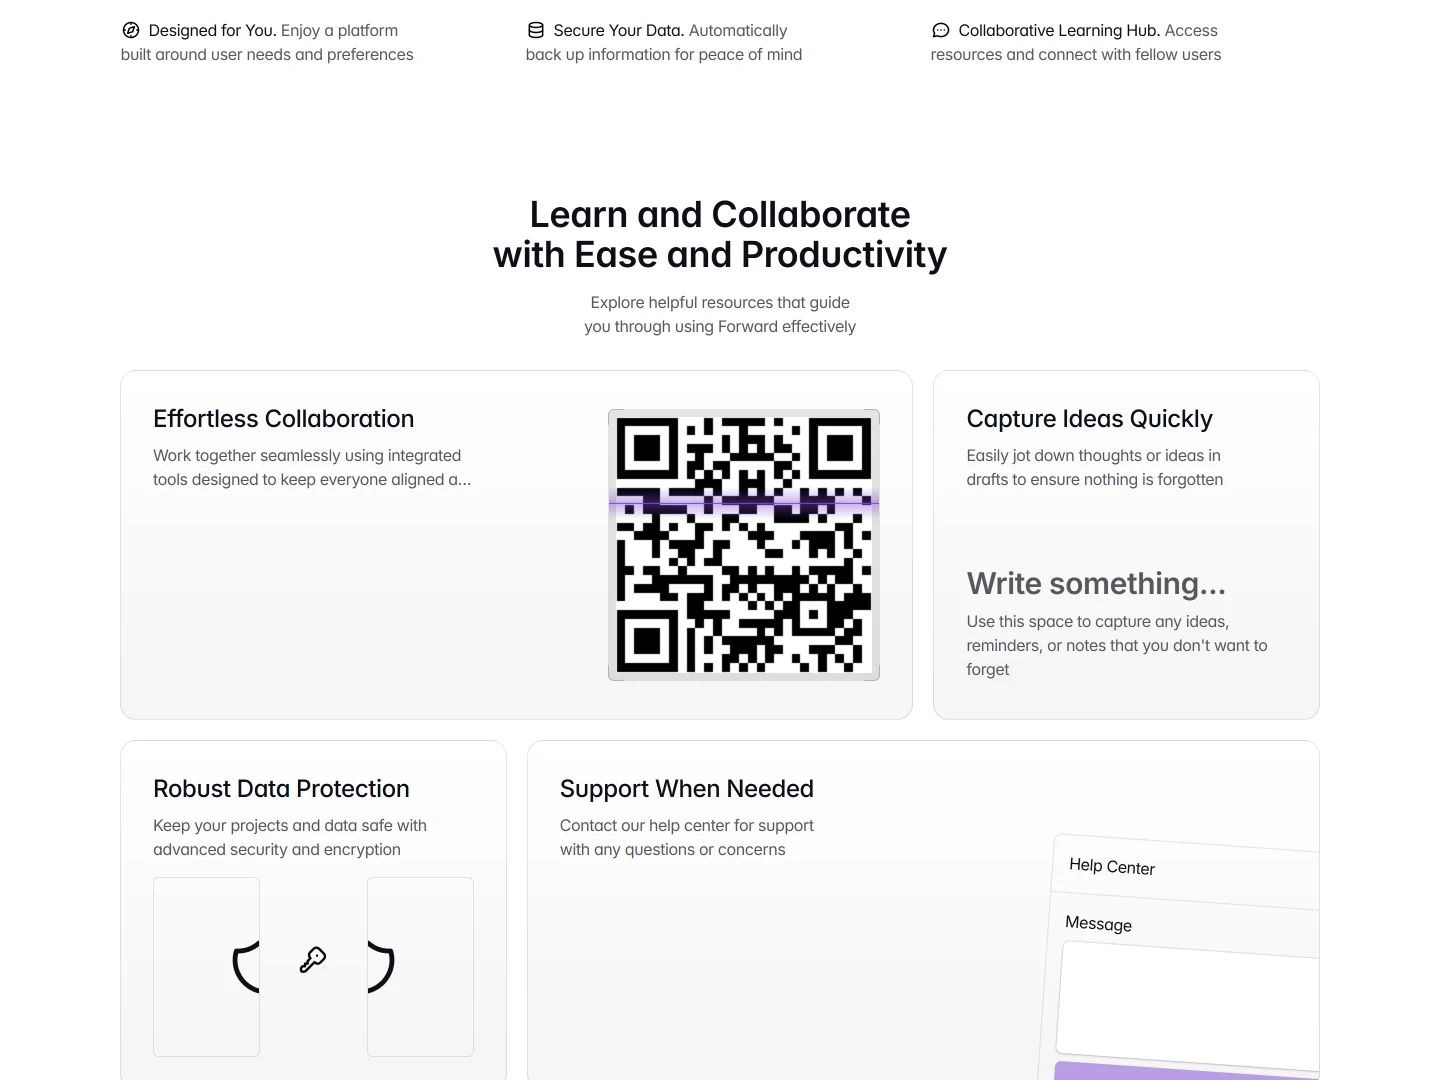 Designed for You. Enjoy a platform
built around user needs and preferences
Secure Your Data. Automatically
back up information for peace of mind
Collaborative Learning Hub. Access
resources and connect with fellow users
Learn and Collaborate
with Ease and Productivity
Explore helpful resources that guide
you through using Forward effectively
Effortless Collaboration
Work together seamlessly using integrated
tools designed to keep everyone aligned a...
Capture Ideas Quickly
Easily jot down thoughts or ideas in
drafts to ensure nothing is forgotten
Write something...
Use this space to capture any ideas,
reminders, or notes that you don't want to
forget
Robust Data Protection
Keep your projects and data safe with
advanced security and encryption
Support When Needed
Contact our help center for support
with any questions or concerns
Help Center
Message